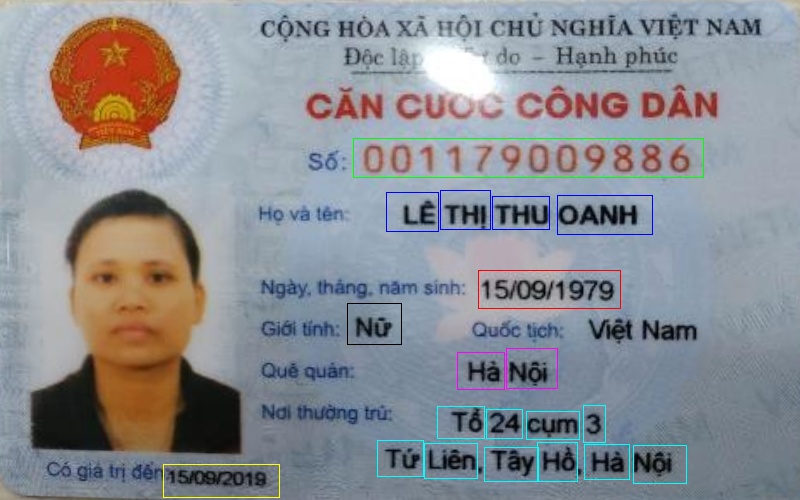 CỘNG HÒA XÃ HỘI CHỦ NGHĨA VIỆT NAM
Độc lập do – Hạnh phúc
CĂN CƯỚC CÔNG DÂN
Số: 001179009886
Họ và tên: LÊ THỊ THU OANH
Ngày, tháng, năm sinh: 15/09/1979
Giới tính: Nữ Quốc tịch: Việt Nam
Quê quán: Hà Nội
Nơi thường trú: Tổ 24 cụm 3
Tứ Liên, Tây Hồ, Hà Nội
Có giá trị đến 15/09/2019